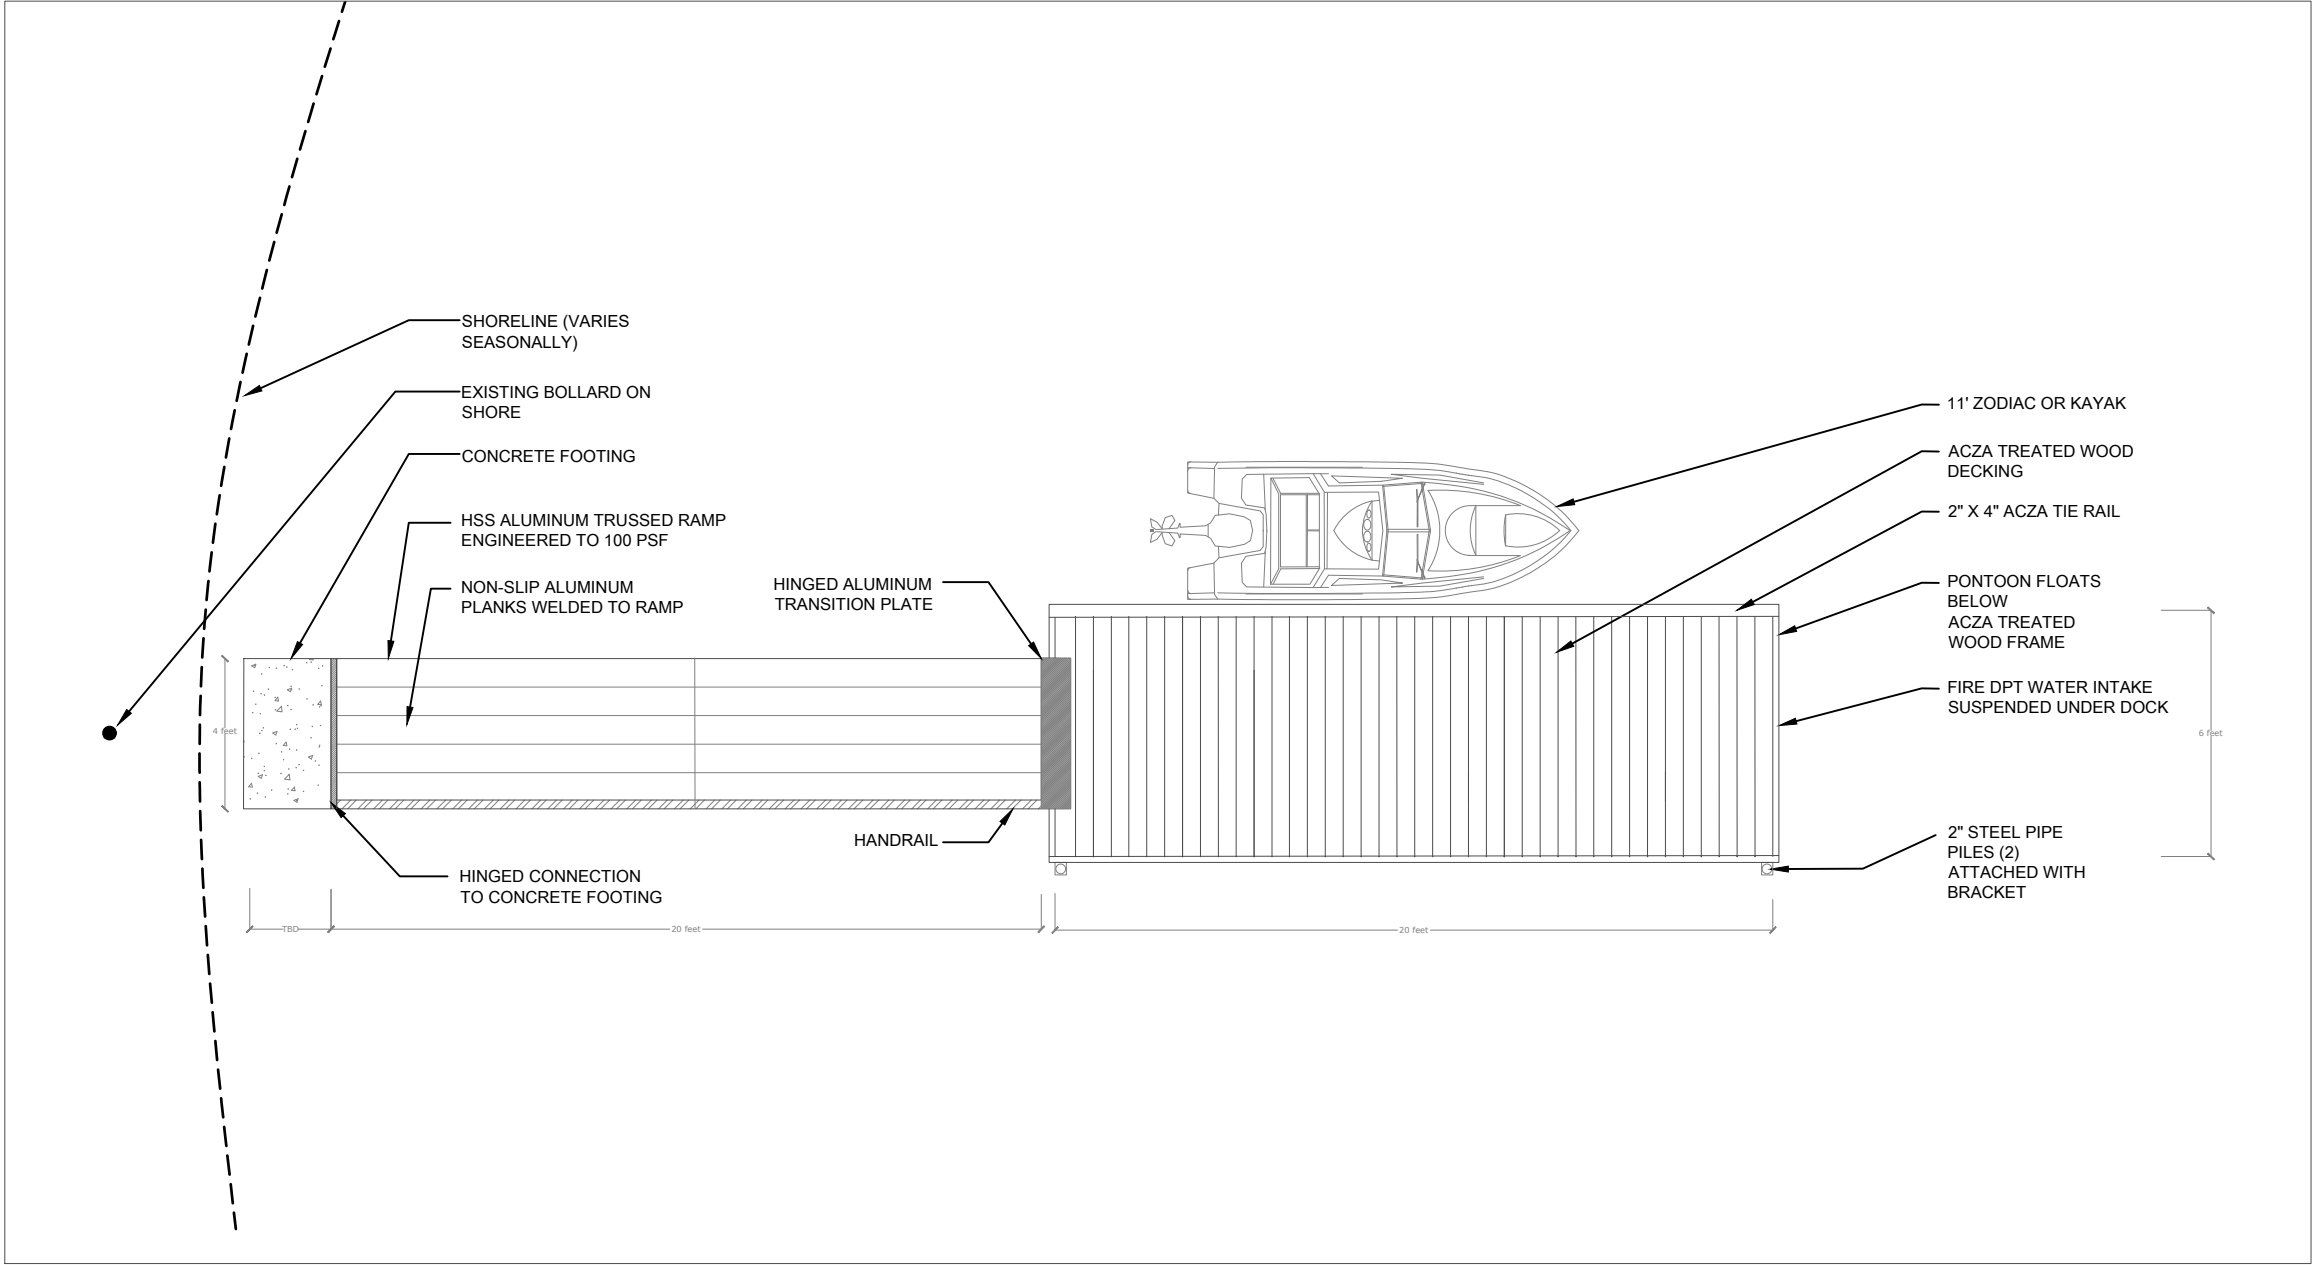 SHORELINE (VARIES
SEASONALLY)
EXISTING BOLLARD ON
SHORE
CONCRETE FOOTING
HSS ALUMINUM TRUSSED RAMP
ENGINEERED TO 100 PSF
NON-SLIP ALUMINUM
PLANKS WELDED TO RAMP
HINGED ALUMINUM
TRANSITION PLATE
11' ZODIAC OR KAYAK
ACZA TREATED WOOD
DECKING
2" X 4" ACZA TIE RAIL
PONTOON FLOATS
BELOW
ACZA TREATED
WOOD FRAME
FIRE DPT WATER INTAKE
SUSPENDED UNDER DOCK
4 feet
6 feet
HANDRAIL
2" STEEL PIPE
PILES (2)
ATTACHED WITH
BRACKET
HINGED CONNECTION
TO CONCRETE FOOTING
TBD
20 feet
20 feet